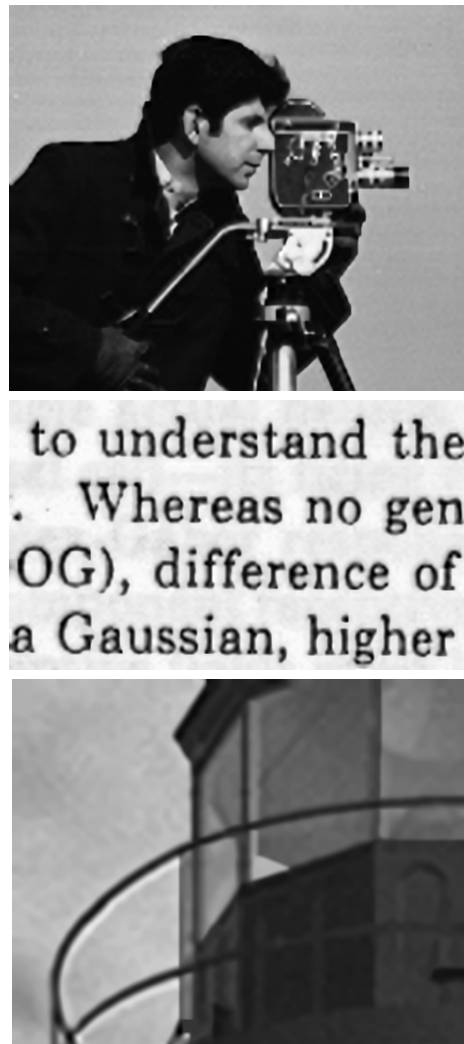 to understand the
. Whereas no gen
OG), difference of
a Gaussian, higher